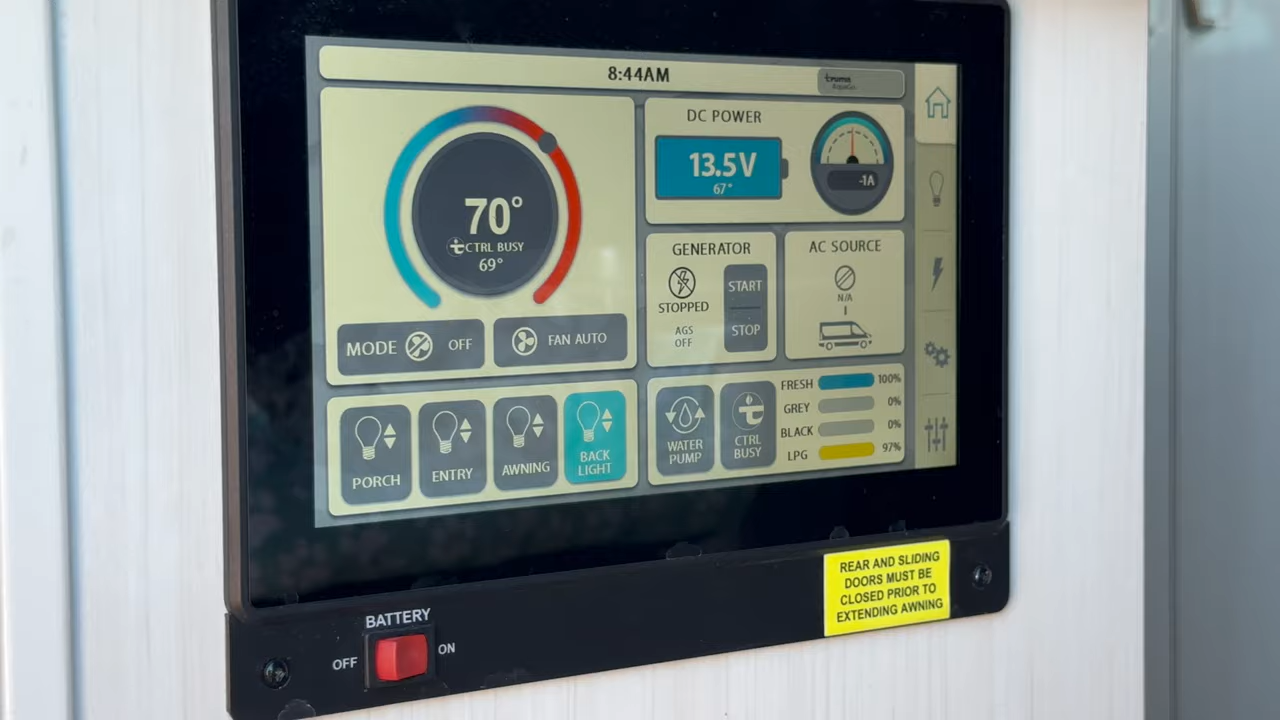 8:44AM
truma
AquaGo
70°
CTRL BUSY
69°
MODE OFF
FAN AUTO
DC POWER
13.5V
67°
-1A
GENERATOR
STOPPED
AGS
OFF
START
STOP
AC SOURCE
N/A
PORCH
ENTRY
AWNING
BACK
LIGHT
WATER
PUMP
CTRL
BUSY
FRESH 100%
GREY 0%
BLACK 0%
LPG 97%
REAR AND SLIDING
DOORS MUST BE
CLOSED PRIOR TO
EXTENDING AWNING
BATTERY
OFF ON